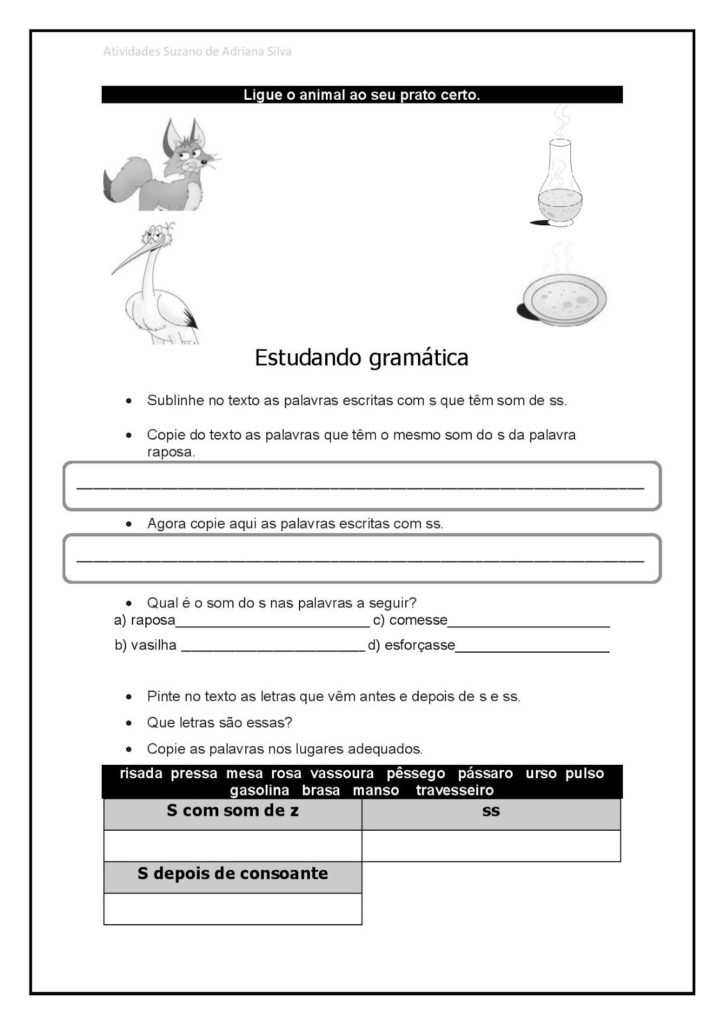 Atividades Suzano de Adriana Silva
Ligue o animal ao seu prato certo.
Estudando gramática
• Sublinhe no texto as palavras escritas com s que têm som de ss.
• Copie do texto as palavras que têm o mesmo som do s da palavra
raposa.
• Agora copie aqui as palavras escritas com ss.
• Qual é o som do s nas palavras a seguir?
a) raposa________________________ c) comesse____________________
b) vasilha _______________________ d) esforçasse___________________
• Pinte no texto as letras que vêm antes e depois de s e ss.
• Que letras são essas?
• Copie as palavras nos lugares adequados.
risada pressa mesa rosa vassoura pêssego pássaro urso pulso
gasolina brasa manso travesseiro
S com som de z ss
S depois de consoante